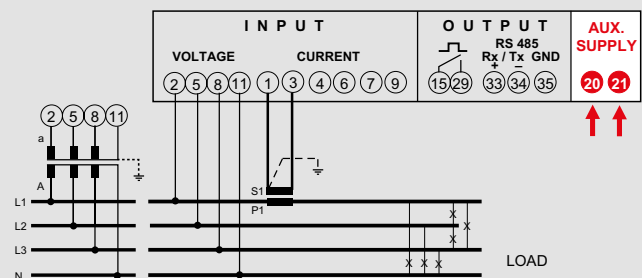 INPUT
OUTPUT
AUX.
SUPPLY
VOLTAGE
CURRENT
RS 485
Rx / Tx GND
+ –
2 5 8 11 1 3 4 6 7 9 15 29 33 34 35 20 21
2 5 8 11
a
A
S1
P1
L1
L2
L3
N
x
x
x x
LOAD